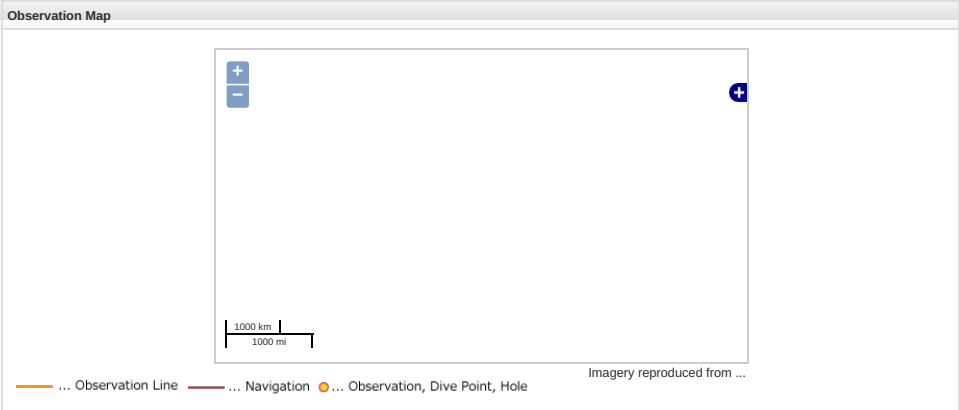 Observation Map
+
−
+
1000 km
1000 mi
Imagery reproduced from ...
... Observation Line ... Navigation ... Observation, Dive Point, Hole